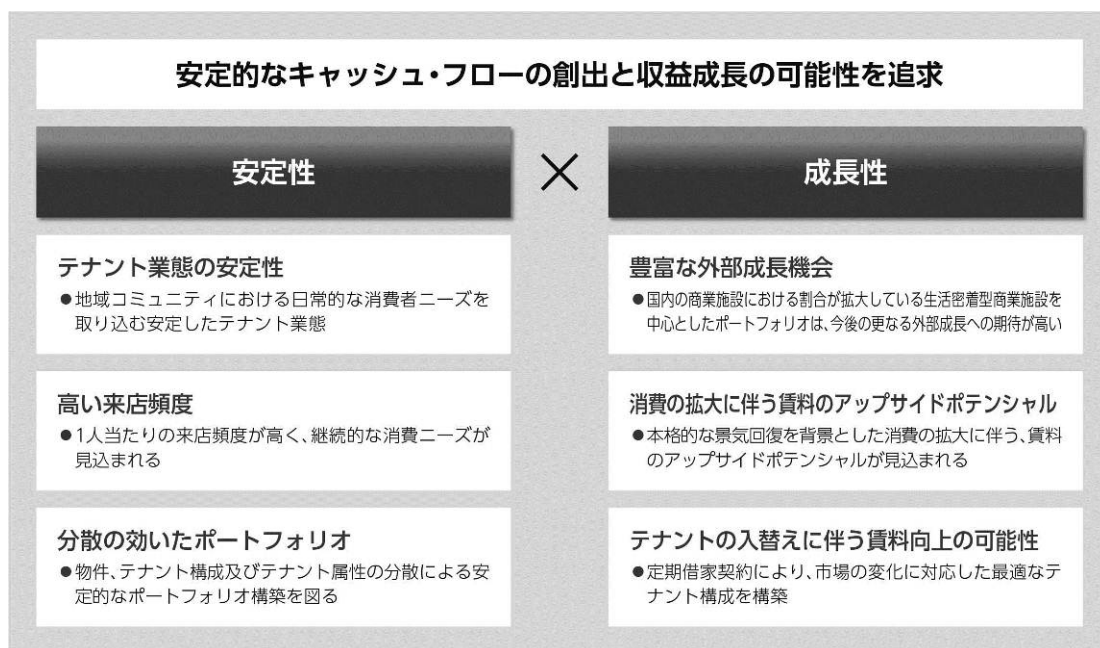 安定的なキャッシュ・フローの創出と収益成長の可能性を追求
安定性
×
成長性
テナント業態の安定性
●地域コミュニティにおける日常的な消費者ニーズを
取り込む安定したテナント業態
高い来店頻度
●1人当たりの来店頻度が高く、継続的な消費ニーズが
見込まれる
分散の効いたポートフォリオ
●物件、テナント構成及びテナント属性の分散による安
定的なポートフォリオ構築を図る
豊富な外部成長機会
●国内の商業施設における割合が拡大している生活密着型商業施設を
中心としたポートフォリオは、今後の更なる外部成長への期待が高い
消費の拡大に伴う賃料のアップサイドポテンシャル
●本格的な景気回復を背景とした消費の拡大に伴う、賃料
のアップサイドポテンシャルが見込まれる
テナントの入替えに伴う賃料向上の可能性
●定期借家契約により、市場の変化に対応した最適なテ
ナント構成を構築